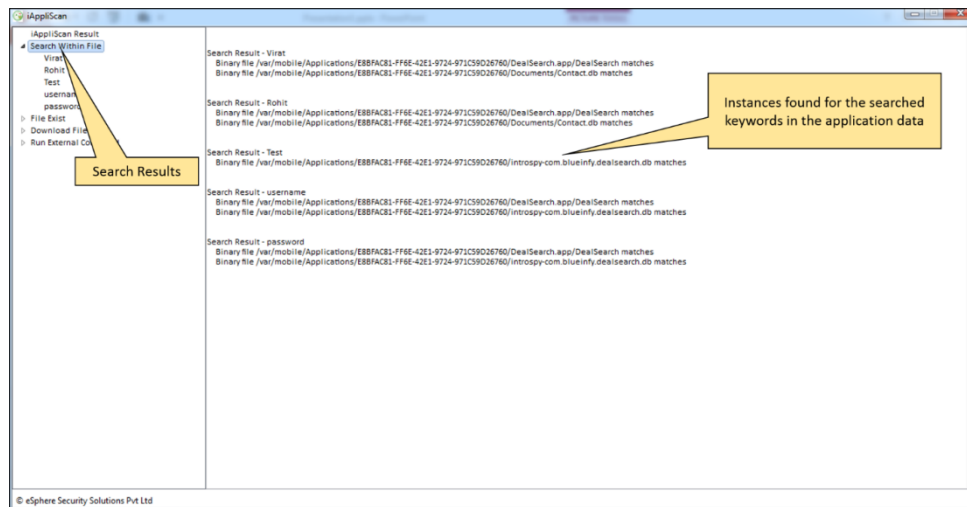 iAppliScan
iAppliScan Result
Search Within File
Virat
Rohit
Test
usernam
password
File Exist
Download File
Run External Co
Search Results
Search Result - Virat
Binary file /var/mobile/Applications/E8BFAC81-FF6E-42E1-9724-971C59D26760/DealSearch.app/DealSearch matches
Binary file /var/mobile/Applications/E8BFAC81-FF6E-42E1-9724-971C59D26760/Documents/Contact.db matches
Search Result - Rohit
Binary file /var/mobile/Applications/E8BFAC81-FF6E-42E1-9724-971C59D26760/DealSearch.app/DealSearch matches
Binary file /var/mobile/Applications/E8BFAC81-FF6E-42E1-9724-971C59D26760/Documents/Contact.db matches
Search Result - Test
Binary file /var/mobile/Applications/E8BFAC81-FF6E-42E1-9724-971C59D26760/introspy-com.blueinfy.dealsearch.db matches
Search Result - username
Binary file /var/mobile/Applications/E8BFAC81-FF6E-42E1-9724-971C59D26760/DealSearch.app/DealSearch matches
Binary file /var/mobile/Applications/E8BFAC81-FF6E-42E1-9724-971C59D26760/introspy-com.blueinfy.dealsearch.db matches
Search Result - password
Binary file /var/mobile/Applications/E8BFAC81-FF6E-42E1-9724-971C59D26760/DealSearch.app/DealSearch matches
Binary file /var/mobile/Applications/E8BFAC81-FF6E-42E1-9724-971C59D26760/introspy-com.blueinfy.dealsearch.db matches
Instances found for the searched
keywords in the application data
© eSphere Security Solutions Pvt Ltd